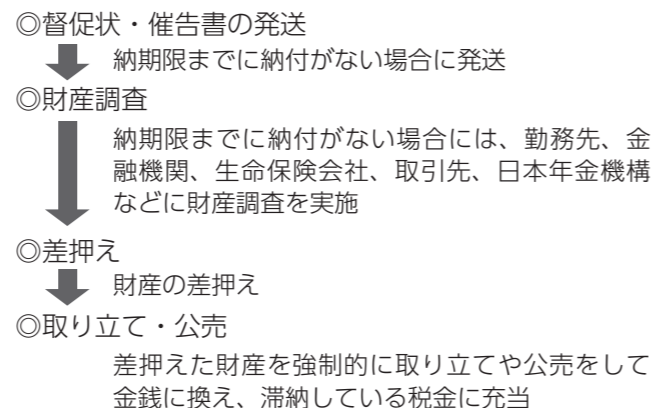 ◎督促状・催告書の発送
納期限までに納付がない場合に発送
◎財産調査
納期限までに納付がない場合には、勤務先、金
融機関、生命保険会社、取引先、日本年金機構
などに財産調査を実施
◎差押え
財産の差押え
◎取り立て・公売
差押えた財産を強制的に取り立てや公売をして
金銭に換え、滞納している税金に充当